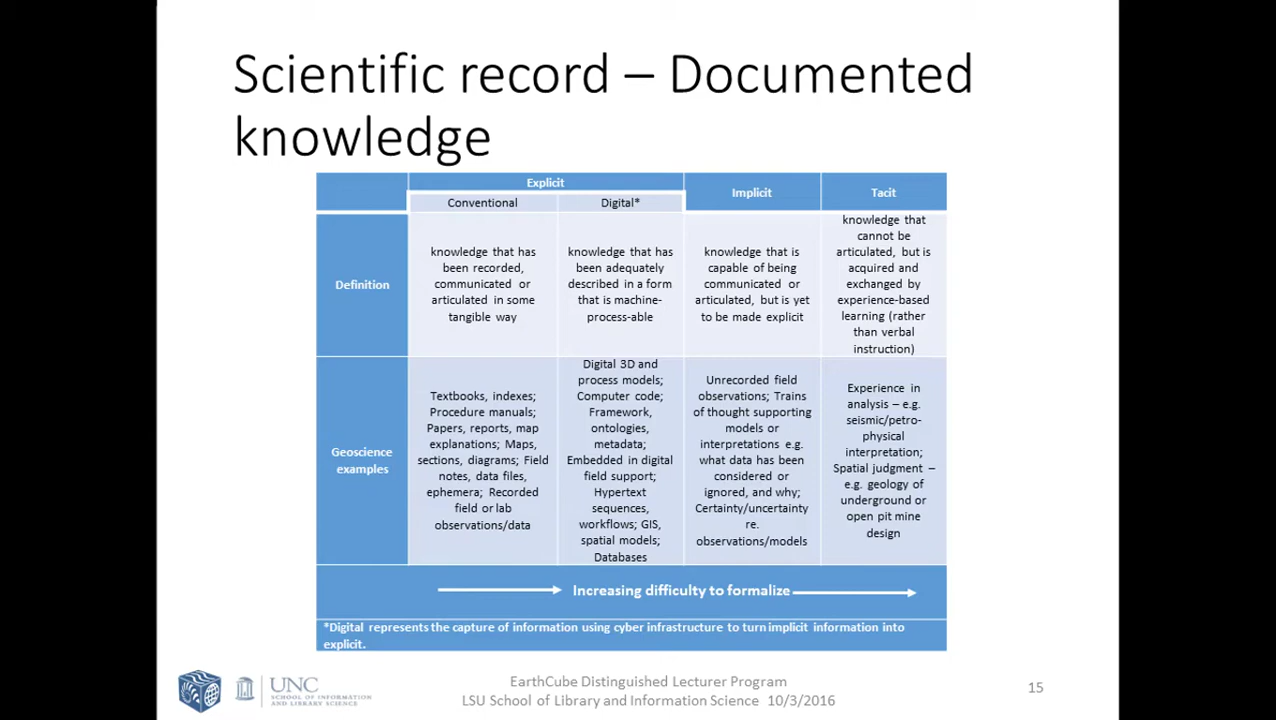 Scientific record – Documented
knowledge
Explicit
Implicit
Tacit
Conventional
Digital*
Definition
knowledge that has
been recorded,
communicated or
articulated in some
tangible way
knowledge that has
been adequately
described in a form
that is machine-
process-able
knowledge that is
capable of being
communicated or
articulated, but is yet
to be made explicit
knowledge that
cannot be
articulated, but is
acquired and
exchanged by
experience-based
learning (rather
than verbal
instruction)
Geoscience
examples
Textbooks, indexes;
Procedure manuals;
Papers, reports, map
explanations; Maps,
sections, diagrams; Field
notes, data files,
ephemera; Recorded
field or lab
observations/data
Digital 3D and
process models;
Computer code;
Framework,
ontologies,
metadata;
Embedded in digital
field support;
Hypertext
sequences,
workflows; GIS,
spatial models;
Databases
Unrecorded field
observations; Trains
of thought supporting
models or
interpretations e.g.
what data has been
considered or
ignored, and why;
Certainty/uncertainty
re.
observations/models
Experience in
analysis – e.g.
seismic/petro-
physical
interpretation;
Spatial judgment –
e.g. geology of
underground or
open pit mine
design
Increasing difficulty to formalize
*Digital represents the capture of information using cyber infrastructure to turn implicit information into
explicit.
UNC
SCHOOL OF INFORMATION
AND LIBRARY SCIENCE
EarthCube Distinguished Lecturer Program
LSU School of Library and Information Science 10/3/2016
15